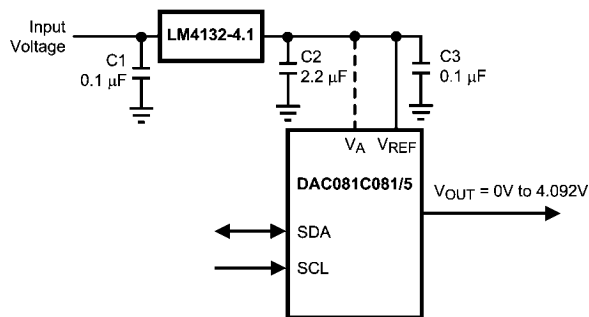 Input
Voltage
LM4132-4.1
C1
0.1 μF
C2
2.2 μF
C3
0.1 μF
VA
VREF
DAC081C081/5
VOUT = 0V to 4.092V
SDA
SCL